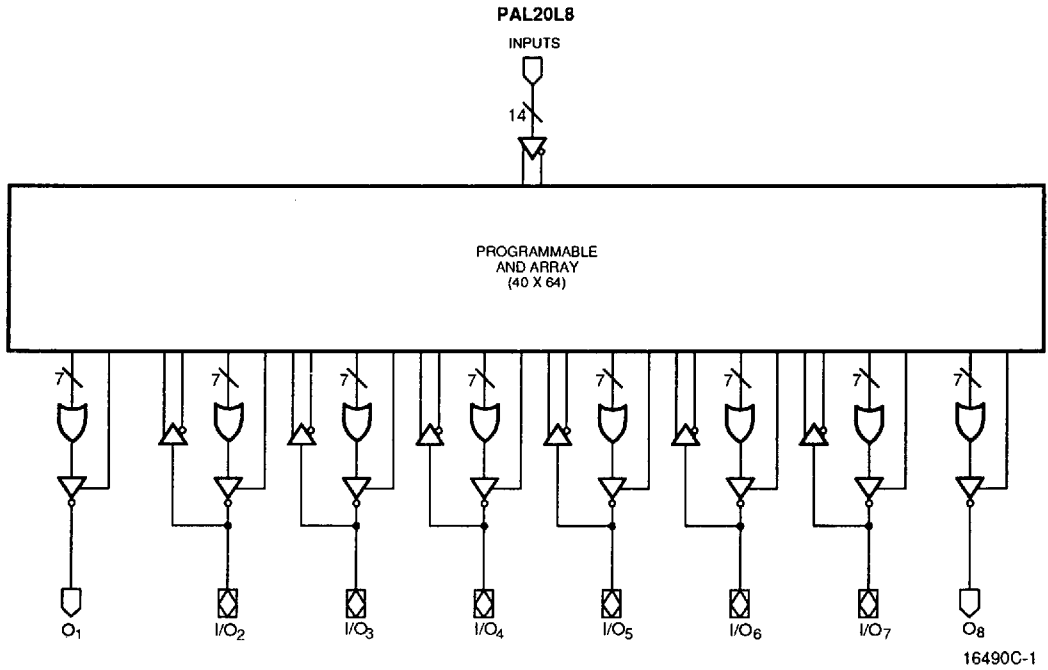 PAL20L8
INPUTS
14
PROGRAMMABLE
AND ARRAY
(40 X 64)
7 7 7 7 7 7 7 7
O1 I/O2 I/O3 I/O4 I/O5 I/O6 I/O7 O8
16490C-1